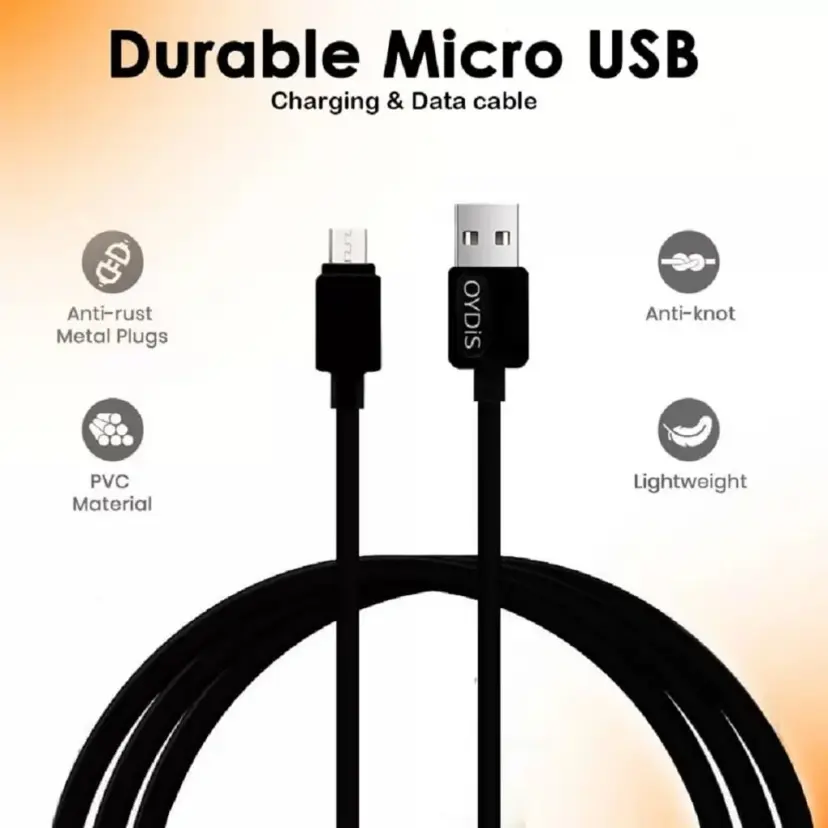 Durable Micro USB
Charging & Data cable
Anti-rust
Metal Plugs
OYDiS
Anti-knot
PVC
Material
Lightweight